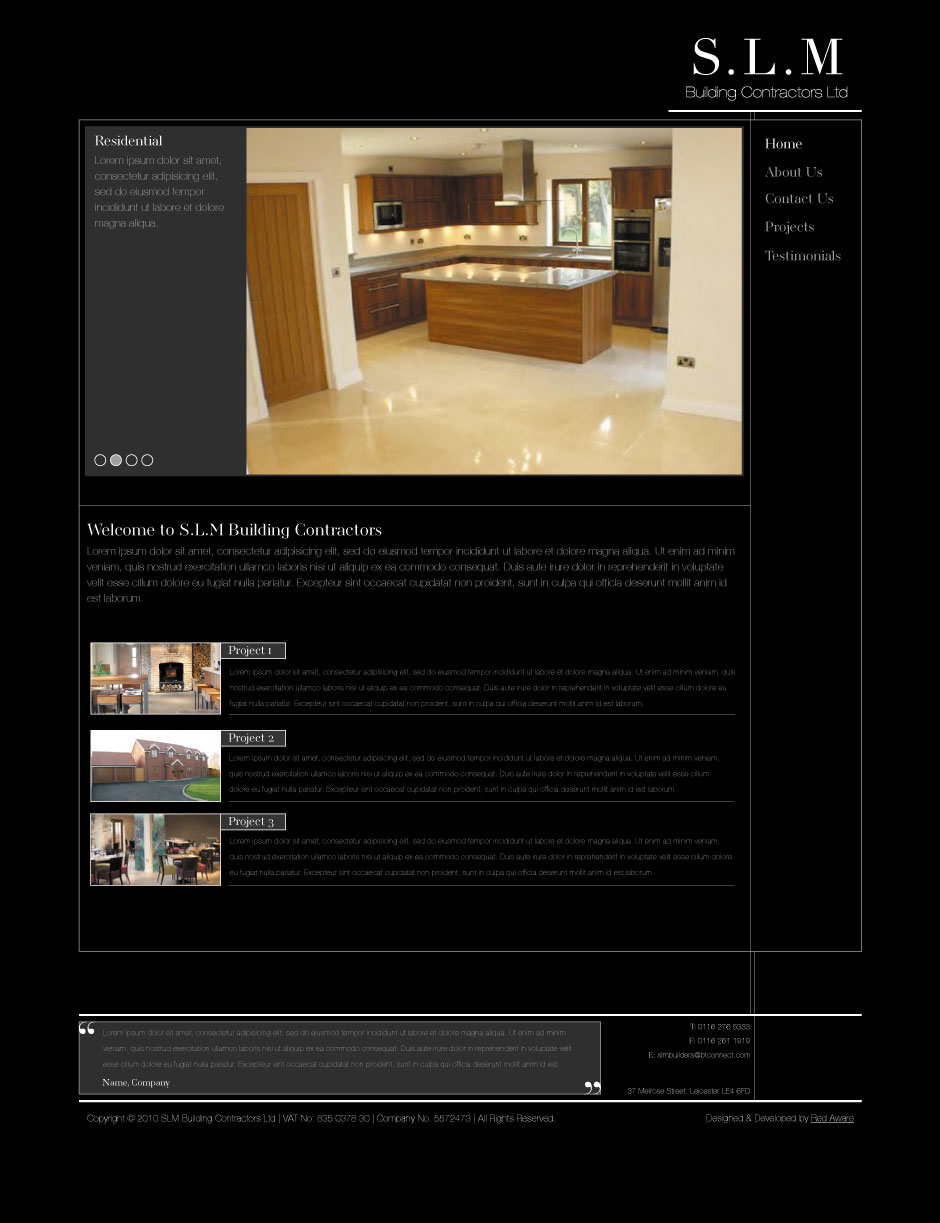 S.L.M
Building Contractors Ltd
Home
About Us
Contact Us
Projects
Testimonials
Residential
Lorem ipsum dolor sit amet,
consectetur adipisicing elit,
sed do eiusmod tempor
incididunt ut labore et dolore
magna aliqua.
Welcome to S.L.M Building Contractors
Lorem ipsum dolor sit amet, consectetur adipisicing elit, sed do eiusmod tempor incididunt ut labore et dolore magna aliqua. Ut enim ad minim
veniam, quis nostrud exercitation ullamco laboris nisi ut aliquip ex ea commodo consequat. Duis aute irure dolor in reprehenderit in voluptate
velit esse cillum dolore eu fugiat nulla pariatur. Excepteur sint occaecat cupidatat non proident, sunt in culpa qui officia deserunt mollit anim id
est laborum.
Project 1
Lorem ipsum dolor sit amet, consectetur adipisicing elit, sed do eiusmod tempor incididunt ut labore et dolore magna aliqua. Ut enim ad minim veniam, quis
nostrud exercitation ullamco laboris nisi ut aliquip ex ea commodo consequat. Duis aute irure dolor in reprehenderit in voluptate velit esse cillum dolore eu
fugiat nulla pariatur. Excepteur sint occaecat cupidatat non proident, sunt in culpa qui officia deserunt mollit anim id est laborum.
Project 2
Lorem ipsum dolor sit amet, consectetur adipisicing elit, sed do eiusmod tempor incididunt ut labore et dolore magna aliqua. Ut enim ad minim veniam,
quis nostrud exercitation ullamco laboris nisi ut aliquip ex ea commodo consequat. Duis aute irure dolor in reprehenderit in voluptate velit esse cillum
dolore eu fugiat nulla pariatur. Excepteur sint occaecat cupidatat non proident, sunt in culpa qui officia deserunt mollit anim id est laborum.
Project 3
Lorem ipsum dolor sit amet, consectetur adipisicing elit, sed do eiusmod tempor incididunt ut labore et dolore magna aliqua. Ut enim ad minim veniam,
quis nostrud exercitation ullamco laboris nisi ut aliquip ex ea commodo consequat. Duis aute irure dolor in reprehenderit in voluptate velit esse cillum dolore
eu fugiat nulla pariatur. Excepteur sint occaecat cupidatat non proident, sunt in culpa qui officia deserunt mollit anim id est laborum.
“ Lorem ipsum dolor sit amet, consectetur adipisicing elit, sed do eiusmod tempor incididunt ut labore et dolore magna aliqua. Ut enim ad minim
veniam, quis nostrud exercitation ullamco laboris nisi ut aliquip ex ea commodo consequat. Duis aute irure dolor in reprehenderit in voluptate velit
esse cillum dolore eu fugiat nulla pariatur. Excepteur sint occaecat cupidatat non proident, sunt in culpa qui officia deserunt mollit anim id est
Name, Company ”
T: 0116 276 5333
F: 0116 261 1919
E: slmbuilders@btconnect.com
37 Melrose Street, Leicester LE4 6FD
Copyright © 2010 SLM Building Contractors Ltd | VAT No. 835 0378 30 | Company No. 5572473 | All Rights Reserved.
Designed & Developed by Red Aware